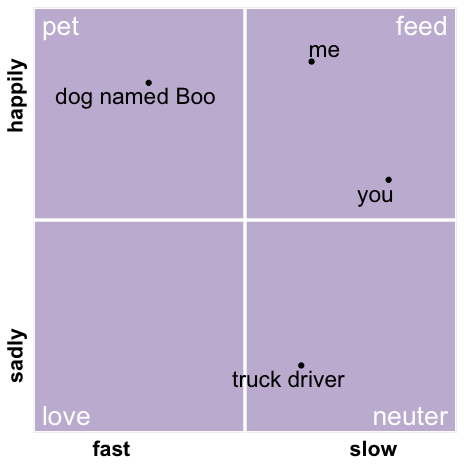 pet
feed
me
happily
dog named Boo
you
sadly
truck driver
love
neuter
fast
slow